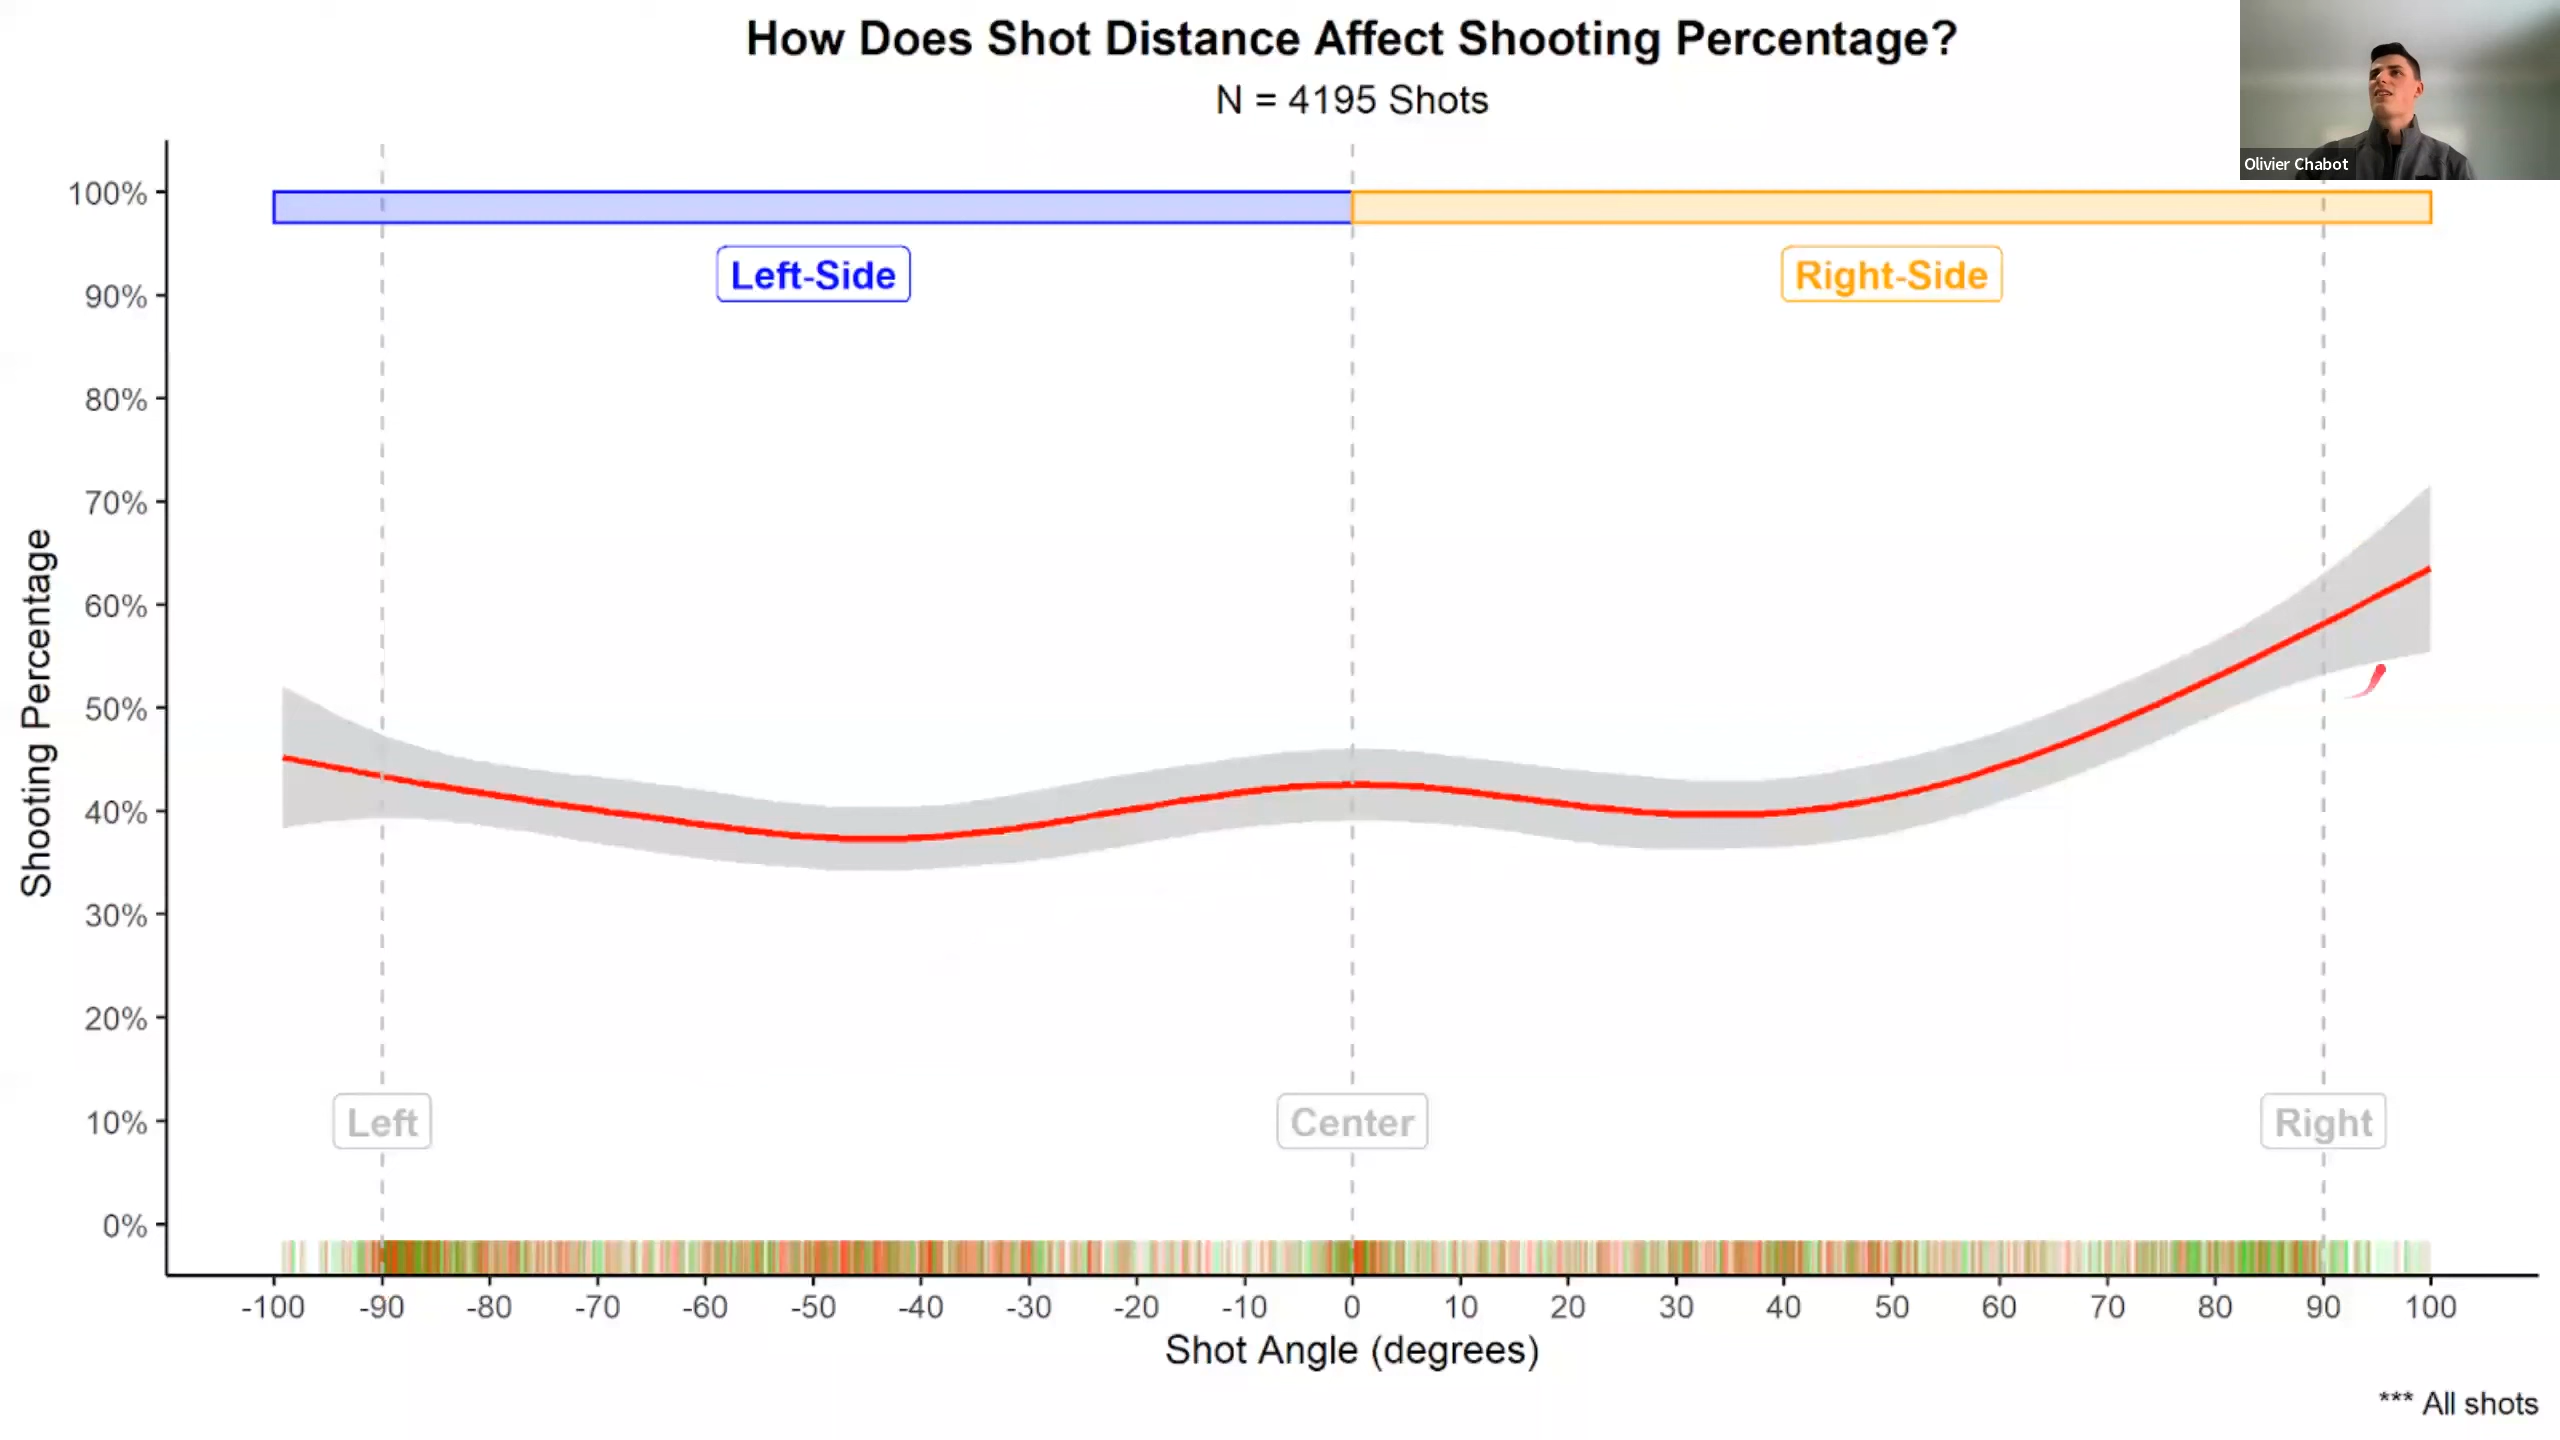 How Does Shot Distance Affect Shooting Percentage?
N = 4195 Shots
Olivier Chabot
100%
90%
80%
70%
60%
50%
40%
30%
20%
10%
0%
Shooting Percentage
Left-Side
Right-Side
Left
Center
Right
-100 -90 -80 -70 -60 -50 -40 -30 -20 -10 0 10 20 30 40 50 60 70 80 90 100
Shot Angle (degrees)
*** All shots